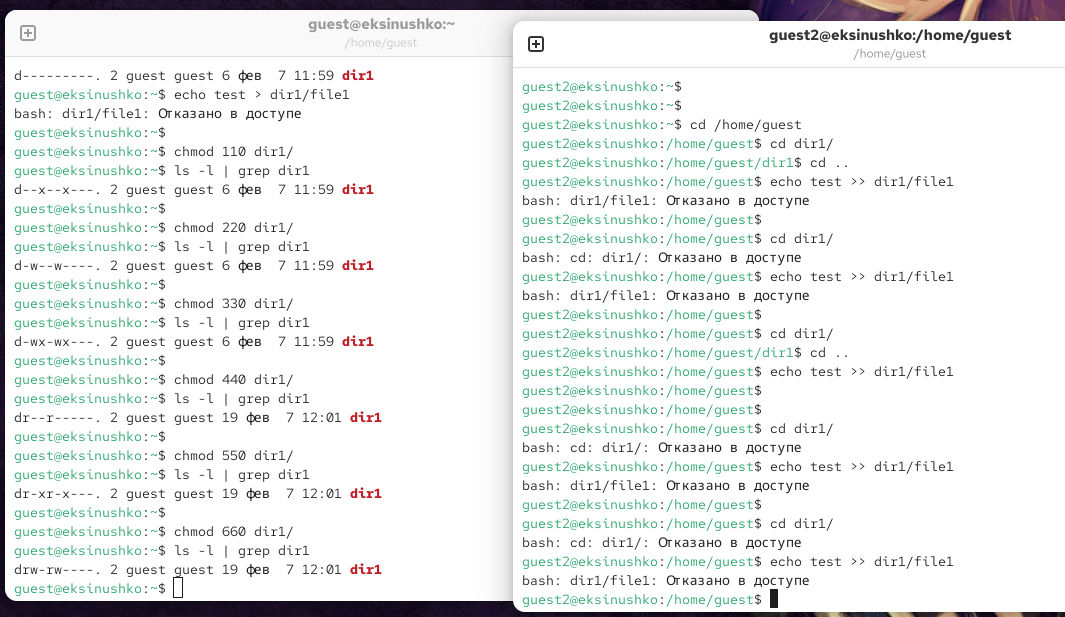 guest@eksinushko:~
/home/guest
d---------. 2 guest guest 6 фев  7 11:59 dir1
guest@eksinushko:~$ echo test > dir1/file1
bash: dir1/file1: Отказано в доступе
guest@eksinushko:~$
guest@eksinushko:~$ chmod 110 dir1/
guest@eksinushko:~$ ls -l | grep dir1
d--x--x---. 2 guest guest 6 фев  7 11:59 dir1
guest@eksinushko:~$
guest@eksinushko:~$ chmod 220 dir1/
guest@eksinushko:~$ ls -l | grep dir1
d-w--w----. 2 guest guest 6 фев  7 11:59 dir1
guest@eksinushko:~$
guest@eksinushko:~$ chmod 330 dir1/
guest@eksinushko:~$ ls -l | grep dir1
d-wx-wx---. 2 guest guest 6 фев  7 11:59 dir1
guest@eksinushko:~$
guest@eksinushko:~$ chmod 440 dir1/
guest@eksinushko:~$ ls -l | grep dir1
dr--r-----. 2 guest guest 19 фев  7 12:01 dir1
guest@eksinushko:~$
guest@eksinushko:~$ chmod 550 dir1/
guest@eksinushko:~$ ls -l | grep dir1
dr-xr-x---. 2 guest guest 19 фев  7 12:01 dir1
guest@eksinushko:~$
guest@eksinushko:~$ chmod 660 dir1/
guest@eksinushko:~$ ls -l | grep dir1
drw-rw----. 2 guest guest 19 фев  7 12:01 dir1
guest@eksinushko:~$
guest2@eksinushko:/home/guest
/home/guest
guest2@eksinushko:~$
guest2@eksinushko:~$
guest2@eksinushko:~$ cd /home/guest
guest2@eksinushko:/home/guest$ cd dir1/
guest2@eksinushko:/home/guest/dir1$ cd ..
guest2@eksinushko:/home/guest$ echo test >> dir1/file1
bash: dir1/file1: Отказано в доступе
guest2@eksinushko:/home/guest$
guest2@eksinushko:/home/guest$ cd dir1/
bash: cd: dir1/: Отказано в доступе
guest2@eksinushko:/home/guest$ echo test >> dir1/file1
bash: dir1/file1: Отказано в доступе
guest2@eksinushko:/home/guest$
guest2@eksinushko:/home/guest$ cd dir1/
guest2@eksinushko:/home/guest/dir1$ cd ..
guest2@eksinushko:/home/guest$ echo test >> dir1/file1
guest2@eksinushko:/home/guest$
guest2@eksinushko:/home/guest$
guest2@eksinushko:/home/guest$ cd dir1/
bash: cd: dir1/: Отказано в доступе
guest2@eksinushko:/home/guest$ echo test >> dir1/file1
bash: dir1/file1: Отказано в доступе
guest2@eksinushko:/home/guest$
guest2@eksinushko:/home/guest$ cd dir1/
bash: cd: dir1/: Отказано в доступе
guest2@eksinushko:/home/guest$ echo test >> dir1/file1
bash: dir1/file1: Отказано в доступе
guest2@eksinushko:/home/guest$